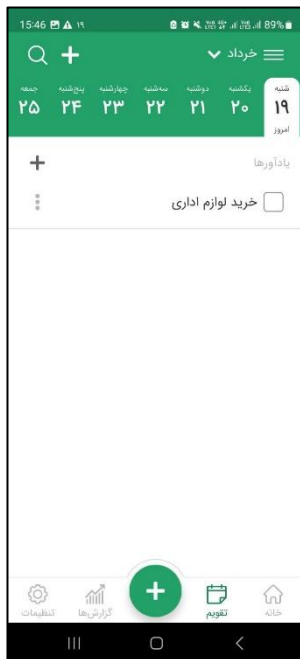 15:46 ۱۹ 89%
خرداد
شنبه یکشنبه دوشنبه سه‌شنبه چهارشنبه پنج‌شنبه جمعه
۱۹ ۲۰ ۲۱ ۲۲ ۲۳ ۲۴ ۲۵
امروز
یادآورها
خرید لوازم اداری
خانه تقویم گزارش‌ها تنظیمات